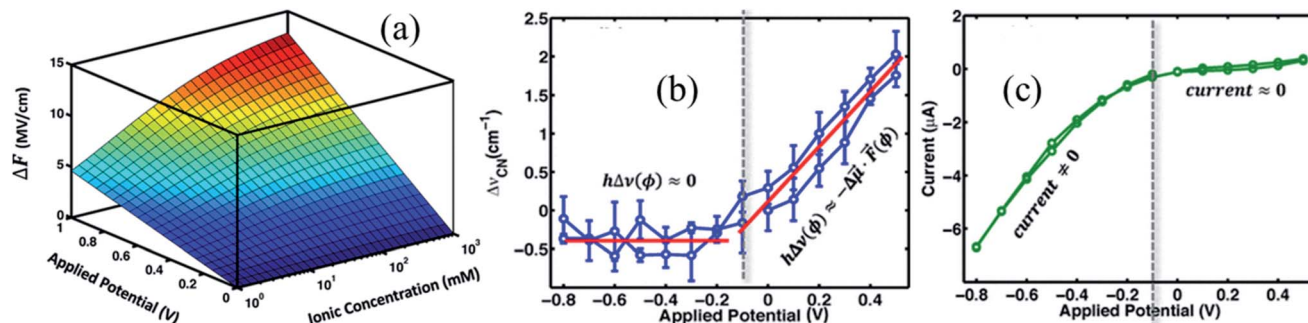 (a)
ΔF (MV/cm)
15
10
5
0
1
0.8
0.6
0.4
0.2
0
Applied Potential (V)
10⁰
10¹
10²
10³
Ionic Concentration (mM)
(b)
Δν_CN(cm⁻¹)
2
1.5
1
0.5
0
−0.5
hΔν(ϕ) ≈ 0
hΔν(ϕ) ≈ −Δμ⃗ · F⃗(ϕ)
−0.8 −0.6 −0.4 −0.2 0 0.2 0.4
Applied Potential (V)
(c)
Current (μA)
2
0
−2
−4
−6
current ≈ 0
current ≠ 0
−0.8 −0.6 −0.4 −0.2 0 0.2 0.4
Applied Potential (V)